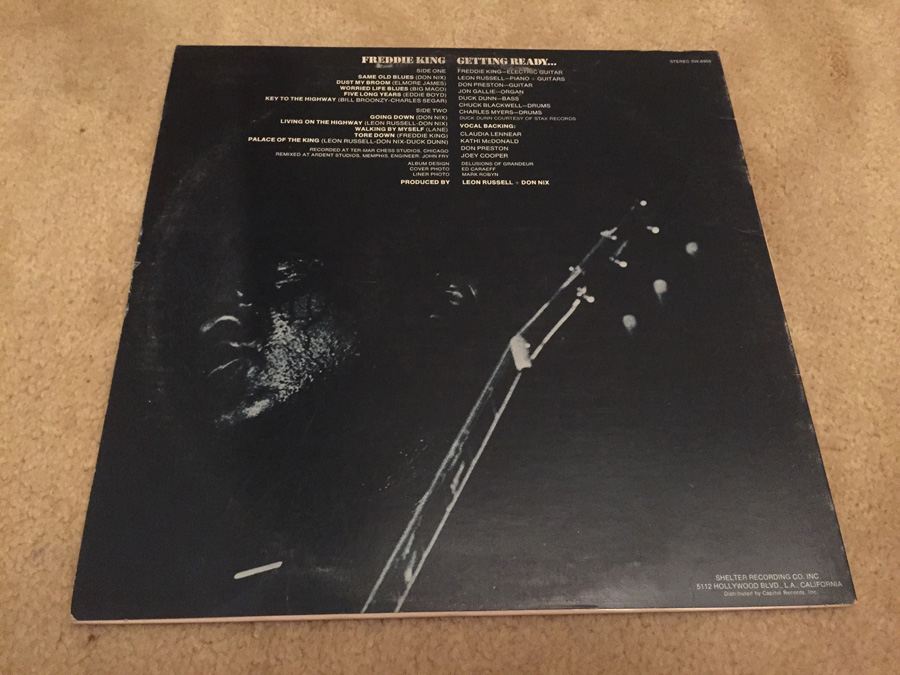 FREDDIE KING GETTING READY...
STEREO SW-8905
SIDE ONE
SAME OLD BLUES (DON NIX)
DUST MY BROOM (ELMORE JAMES)
WORRIED LIFE BLUES (BIG MACO)
FIVE LONG YEARS (EDDIE BOYD)
KEY TO THE HIGHWAY (BILL BROONZY-CHARLES SEGAR)
SIDE TWO
GOING DOWN (DON NIX)
LIVING ON THE HIGHWAY (LEON RUSSELL-DON NIX)
WALKING BY MYSELF (LANE)
TORE DOWN (FREDDIE KING)
PALACE OF THE KING (LEON RUSSELL-DON NIX-DUCK DUNN)
RECORDED AT TER-MAR CHESS STUDIOS, CHICAGO
REMIXED AT ARDENT STUDIOS, MEMPHIS, ENGINEER, JOHN FRY
ALBUM DESIGN
COVER PHOTO
LINER PHOTO
PRODUCED BY
FREDDIE KING—ELECTRIC GUITAR
LEON RUSSELL—PIANO + GUITARS
DON PRESTON—GUITAR
JON GALLIE—ORGAN
DUCK DUNN—BASS
CHUCK BLACKWELL—DRUMS
CHARLES MYERS—DRUMS
DUCK DUNN COURTESY OF STAX RECORDS
VOCAL BACKING:
CLAUDIA LENNEAR
KATHI McDONALD
DON PRESTON
JOEY COOPER
DELUSIONS OF GRANDEUR
ED CARAEFF
MARK ROBYN
LEON RUSSELL + DON NIX
SHELTER RECORDING CO. INC
5112 HOLLYWOOD BLVD., L.A., CALIFORNIA
Distributed by Capitol Records, Inc.